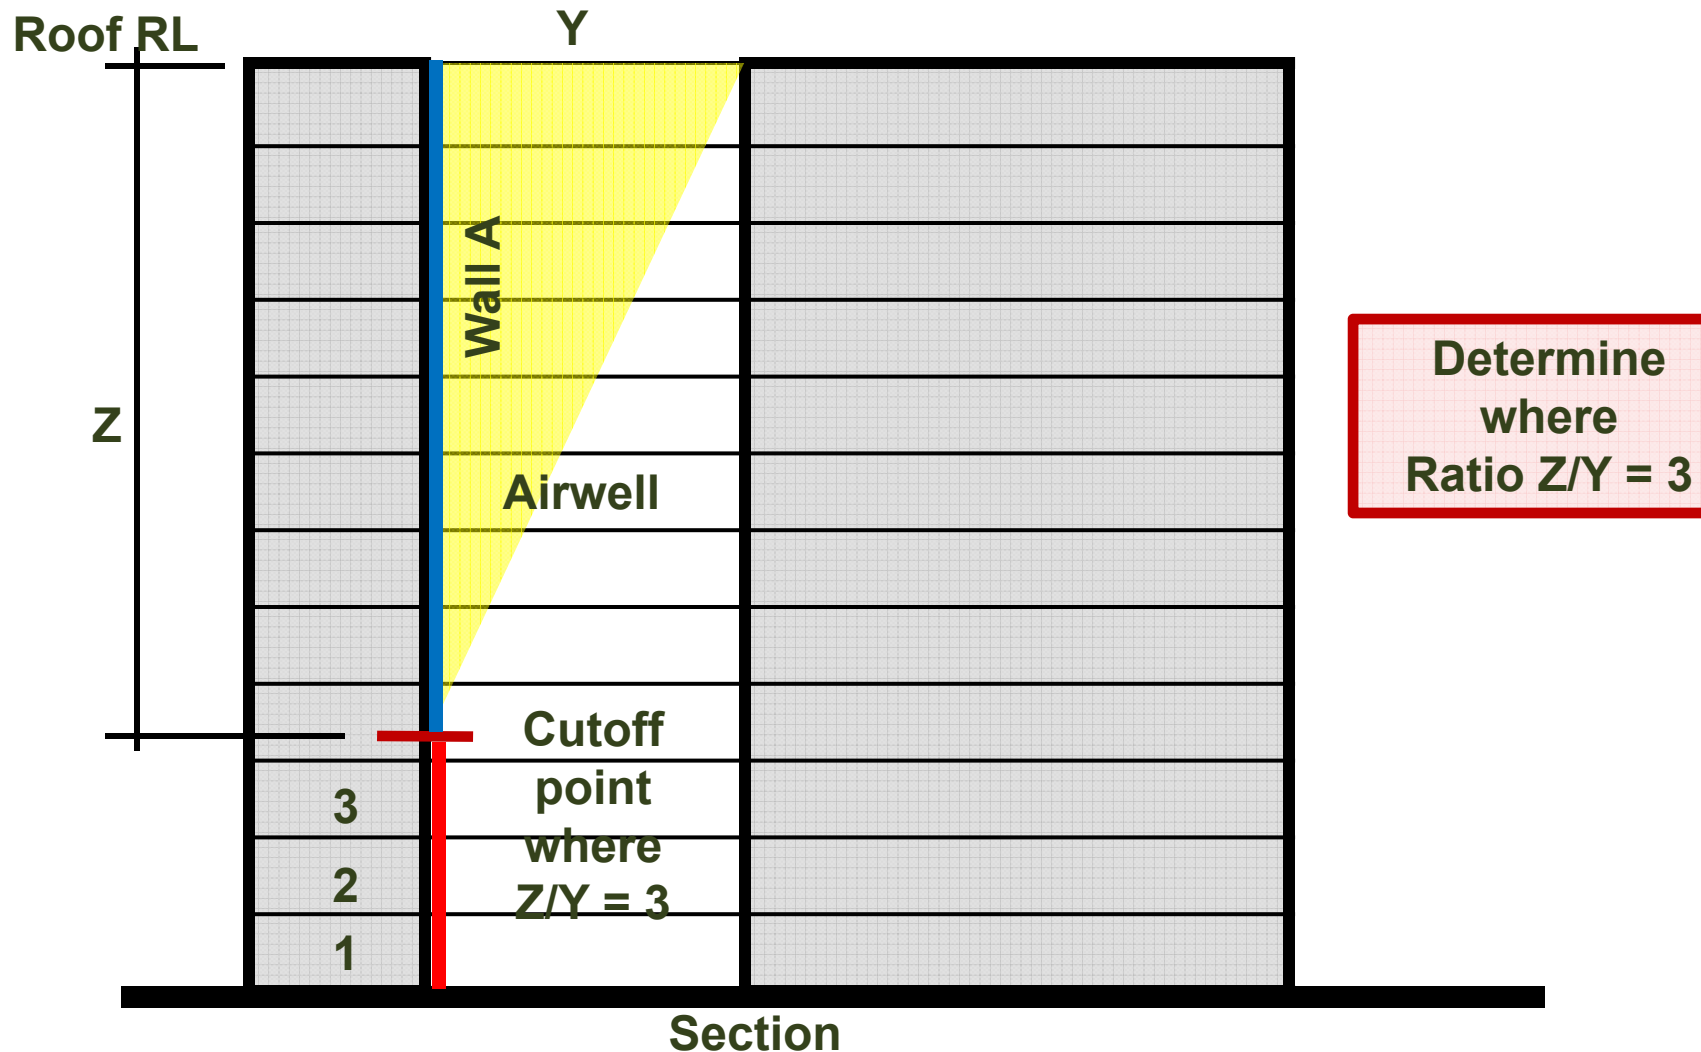 Roof RL
Y
Wall A
Z
Airwell
Determine
where
Ratio Z/Y = 3
Cutoff
point
where
Z/Y = 3
3
2
1
Section